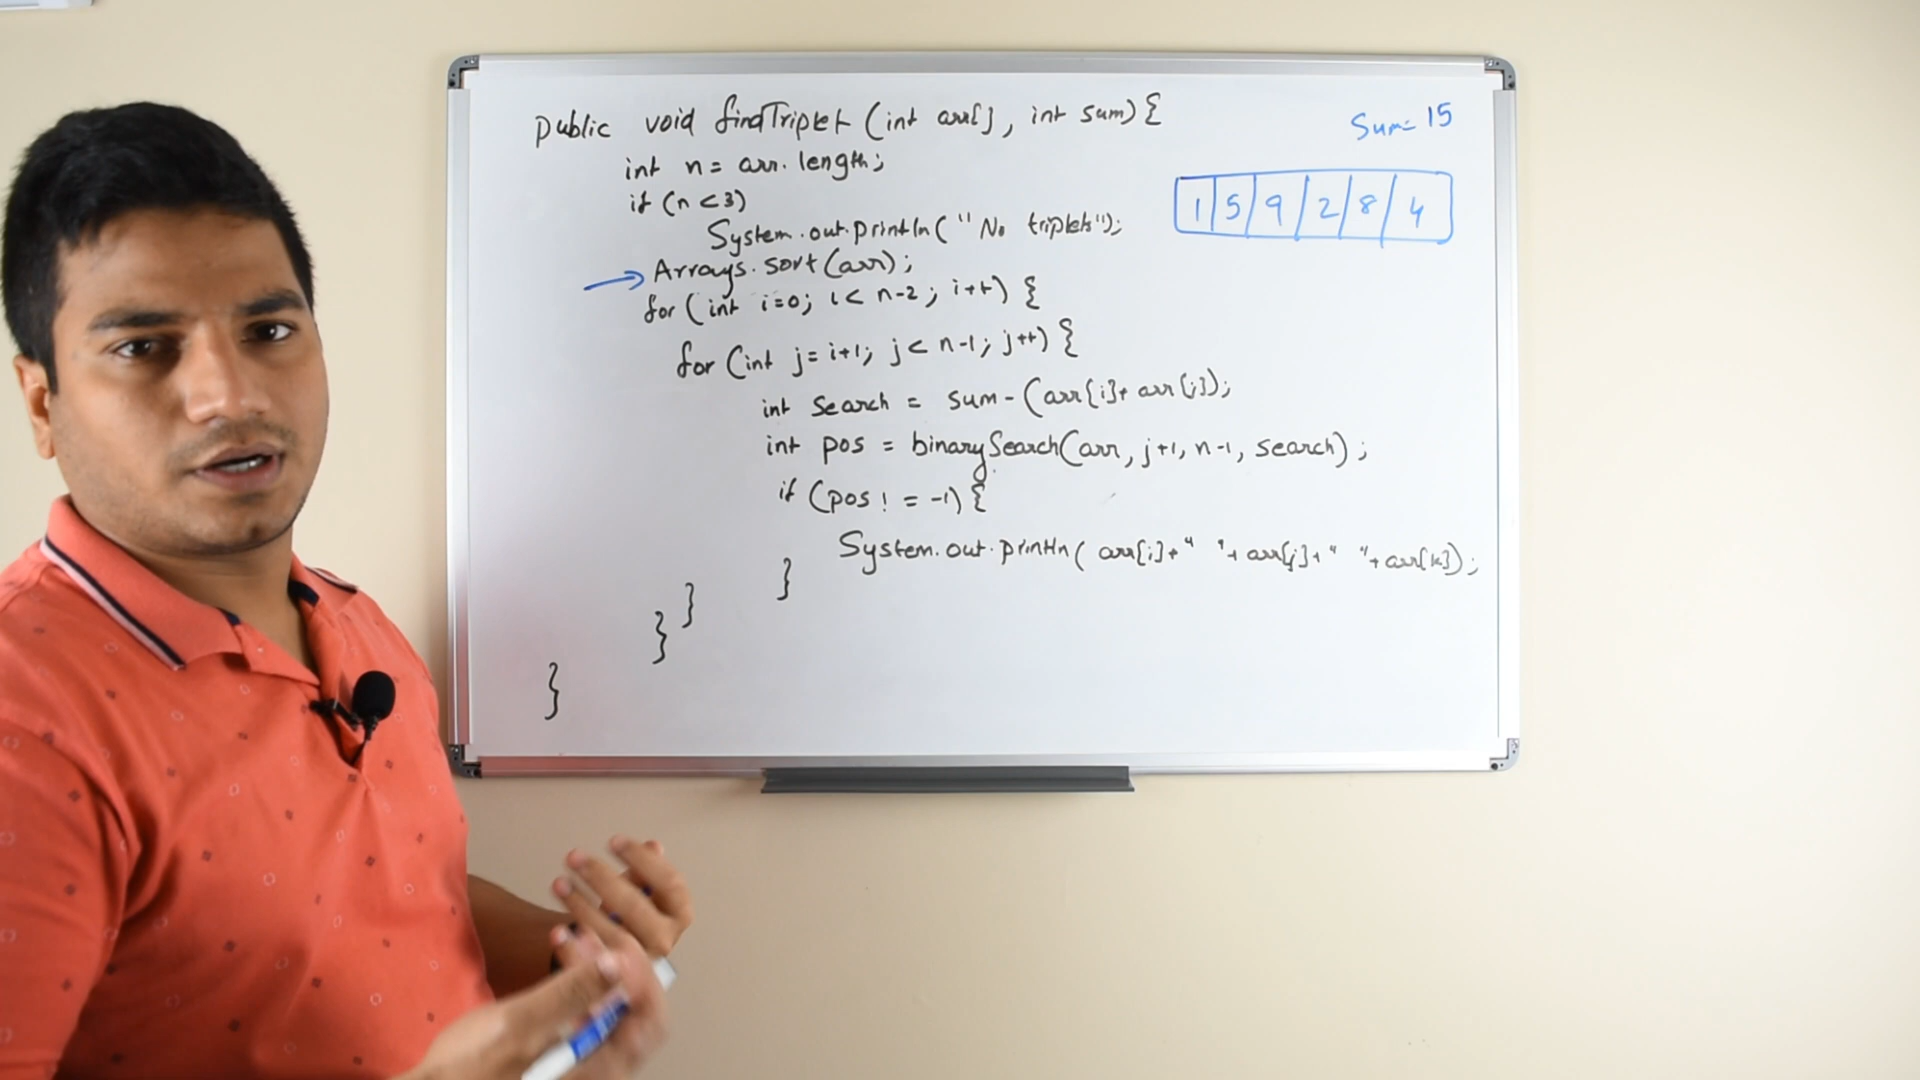 public void findTriplet (int arr[], int sum) {
Sum= 15
int n = arr.length;
if (n < 3)
System.out.println("No triplets");
1 5 9 2 8 4
Arrays.sort(arr);
for (int i=0; i< n-2; i++) {
for (int j= i+1; j< n-1; j++) {
int search = sum-(arr[i]+ arr[j]);
int pos = binarySearch(arr, j+1, n-1, search);
if (pos! = -1) {
System.out.println( arr[i]+" "+ arr[j]+" "+ arr[k]);
}
}
}
}